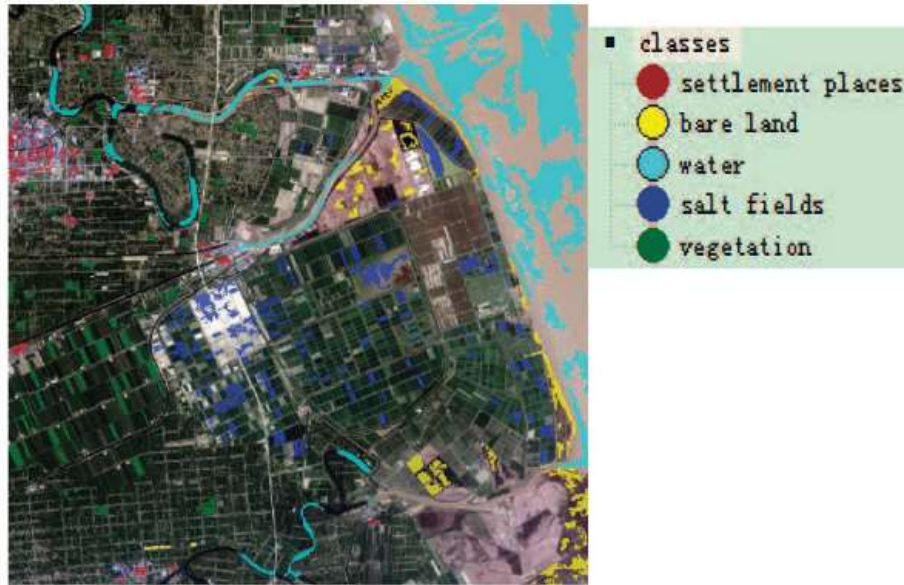 classes
settlement places
bare land
water
salt fields
vegetation